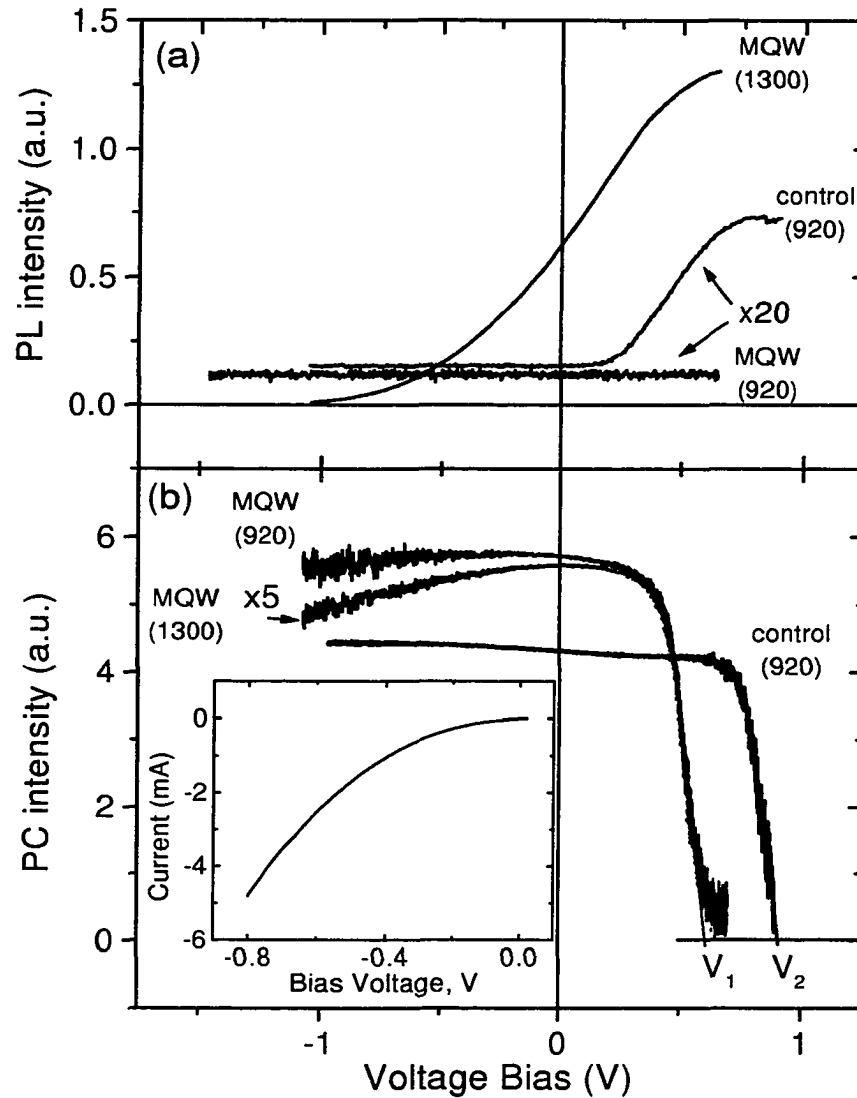 (a)
PL intensity (a.u.)
1.5
1.0
0.5
0.0
MQW
(1300)
control
(920)
x20
MQW
(920)
(b)
PC intensity (a.u.)
6
4
2
0
MQW
(920)
MQW
(1300)
x5
control
(920)
V1
V2
Current (mA)
0
-2
-4
-6
-0.8
-0.4
0.0
Bias Voltage, V
-1
0
1
Voltage Bias (V)